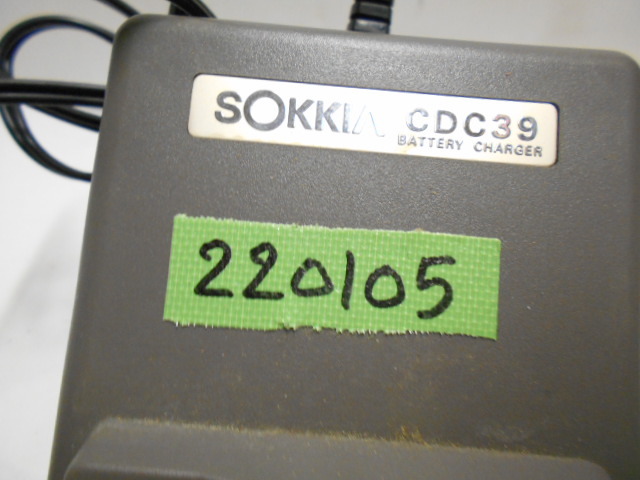 SOKKIA CDC39
BATTERY CHARGER
220105